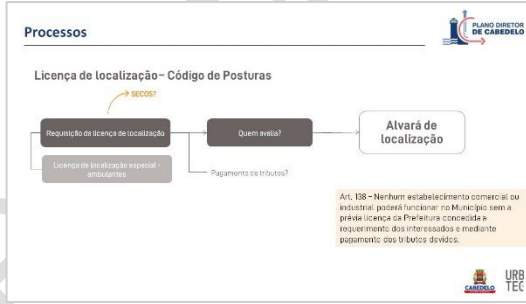 Processos
PLANO DIRETOR
DE CABEDELO
Licença de localização – Código de Posturas
SECOS?
Requisição da licença de localização
Quem avalia?
Alvará de
localização
Licença de localização especial -
ambulantes
Pagamento de tributos?
Art. 138 – Nenhum estabelecimento comercial ou
industrial poderá funcionar no Município sem a
prévia licença da Prefeitura concedida a
requerimento dos interessados e mediante
pagamento dos tributos devidos.
CABEDELO
URB
TEC